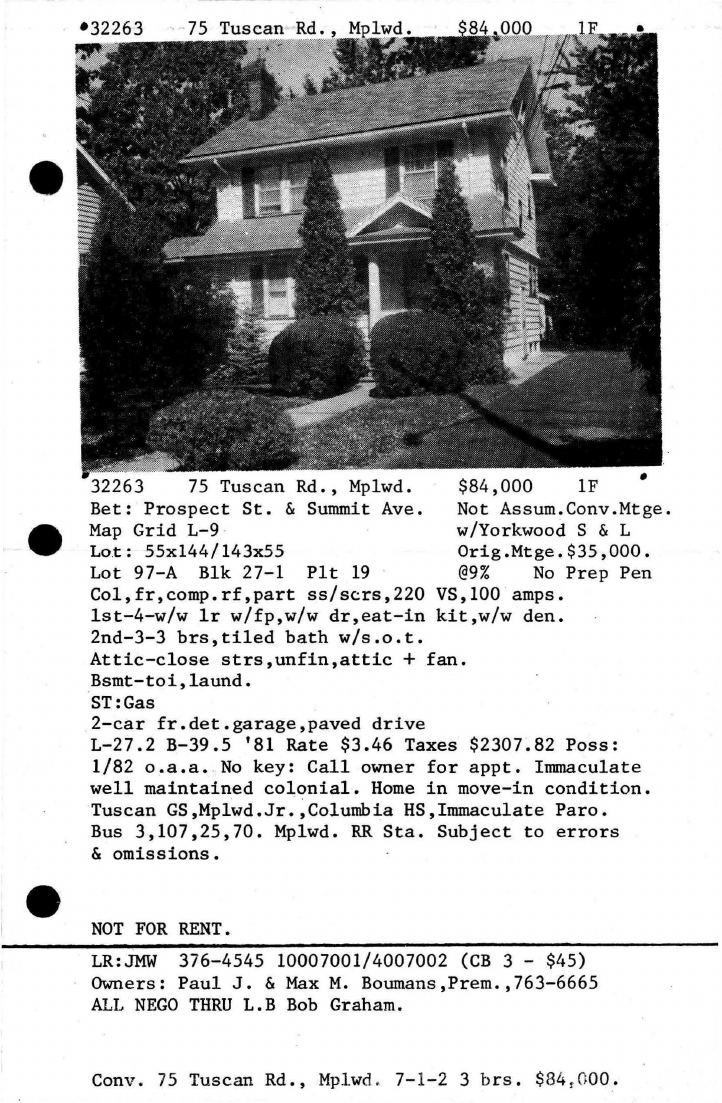 32263 75 Tuscan Rd., Mplwd. $84,000 1F
32263 75 Tuscan Rd., Mplwd. $84,000 1F
Bet: Prospect St. & Summit Ave. Not Assum.Conv.Mtge.
Map Grid L-9 w/Yorkwood S & L
Lot: 55x144/143x55 Orig.Mtge.$35,000.
Lot 97-A Blk 27-1 Plt 19 @9% No Prep Pen
Col,fr,comp.rf,part ss/scrs,220 VS,100 amps.
1st-4-w/w lr w/fp,w/w dr,eat-in kit,w/w den.
2nd-3-3 brs,tiled bath w/s.o.t.
Attic-close strs,unfin,attic + fan.
Bsmt-toi,laund.
ST:Gas
2-car fr.det.garage,paved drive
L-27.2 B-39.5 '81 Rate $3.46 Taxes $2307.82 Poss:
1/82 o.a.a. No key: Call owner for appt. Immaculate
well maintained colonial. Home in move-in condition.
Tuscan GS,Mplwd.Jr.,Columbia HS,Immaculate Paro.
Bus 3,107,25,70. Mplwd. RR Sta. Subject to errors
& omissions.
NOT FOR RENT.
LR:JMW 376-4545 10007001/4007002 (CB 3 - $45)
Owners: Paul J. & Max M. Boumans,Prem.,763-6665
ALL NEGO THRU L.B Bob Graham.
Conv. 75 Tuscan Rd., Mplwd. 7-1-2 3 brs. $84,000.